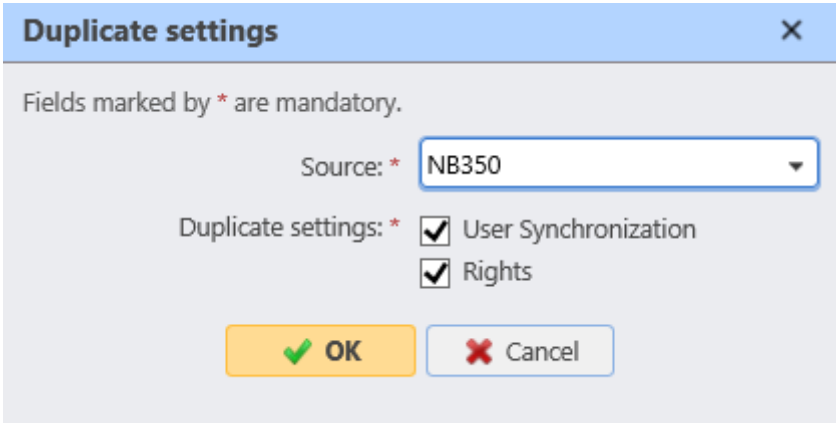 Duplicate settings
Fields marked by * are mandatory.
Source: * NB350
Duplicate settings: * User Synchronization
Rights
OK Cancel